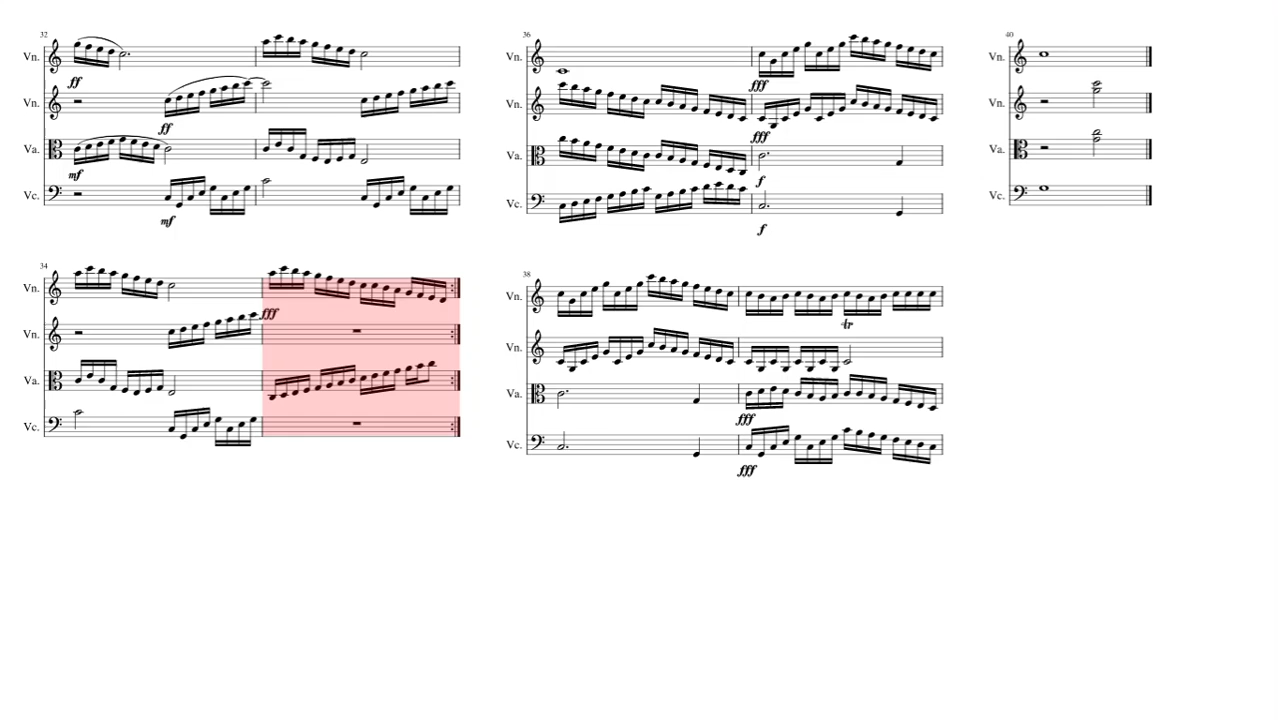 32
Vn.
ff
Vn.
ff
Va.
mf
Vc.
mf
34
Vn.
fff
Vn.
Va.
Vc.
36
Vn.
fff
Vn.
fff
Va.
f
Vc.
f
38
Vn.
tr
Vn.
Va.
fff
Vc.
fff
40
Vn.
Vn.
Va.
Vc.